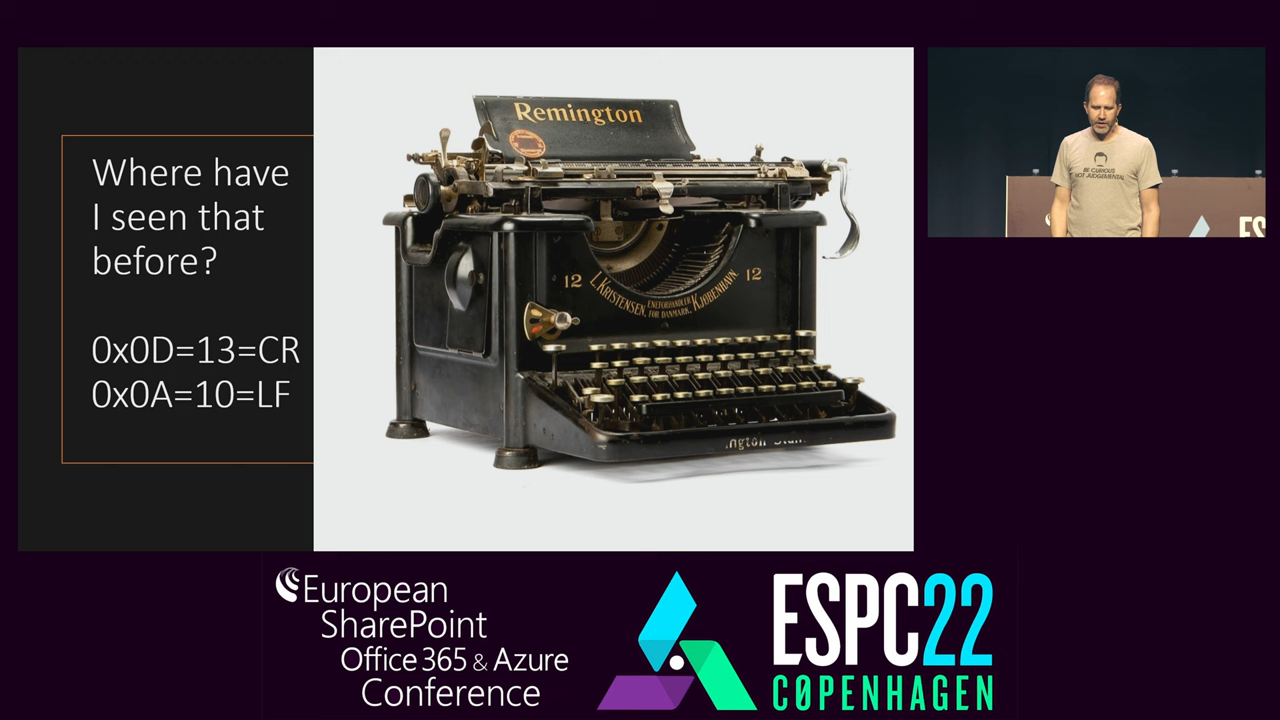 Where have
I seen that
before?
0x0D=13=CR
0x0A=10=LF
Remington
12
12
L. KRISTENSEN,
ENEFORHANDLER
FOR DANMARK,
KJØBENHAVN.
BE CURIOUS
NOT JUDGEMENTAL
ES
European
SharePoint
Office 365 & Azure
Conference
ESPC22
CØPENHAGEN